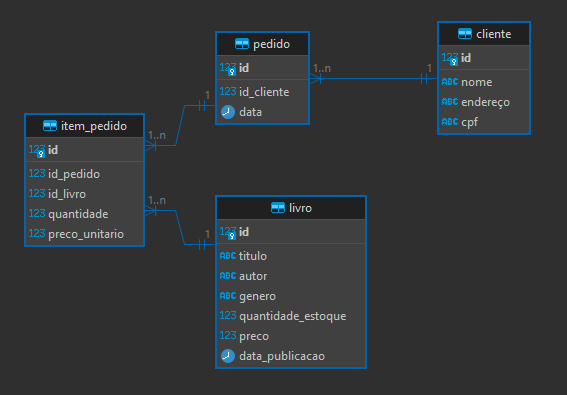 pedido
123 id
123 id_cliente
data
cliente
123 id
ABC nome
ABC endereço
ABC cpf
1..n
1
1
1..n
item_pedido
123 id
123 id_pedido
123 id_livro
123 quantidade
123 preco_unitario
1..n
1
livro
123 id
ABC titulo
ABC autor
ABC genero
123 quantidade_estoque
123 preco
data_publicacao